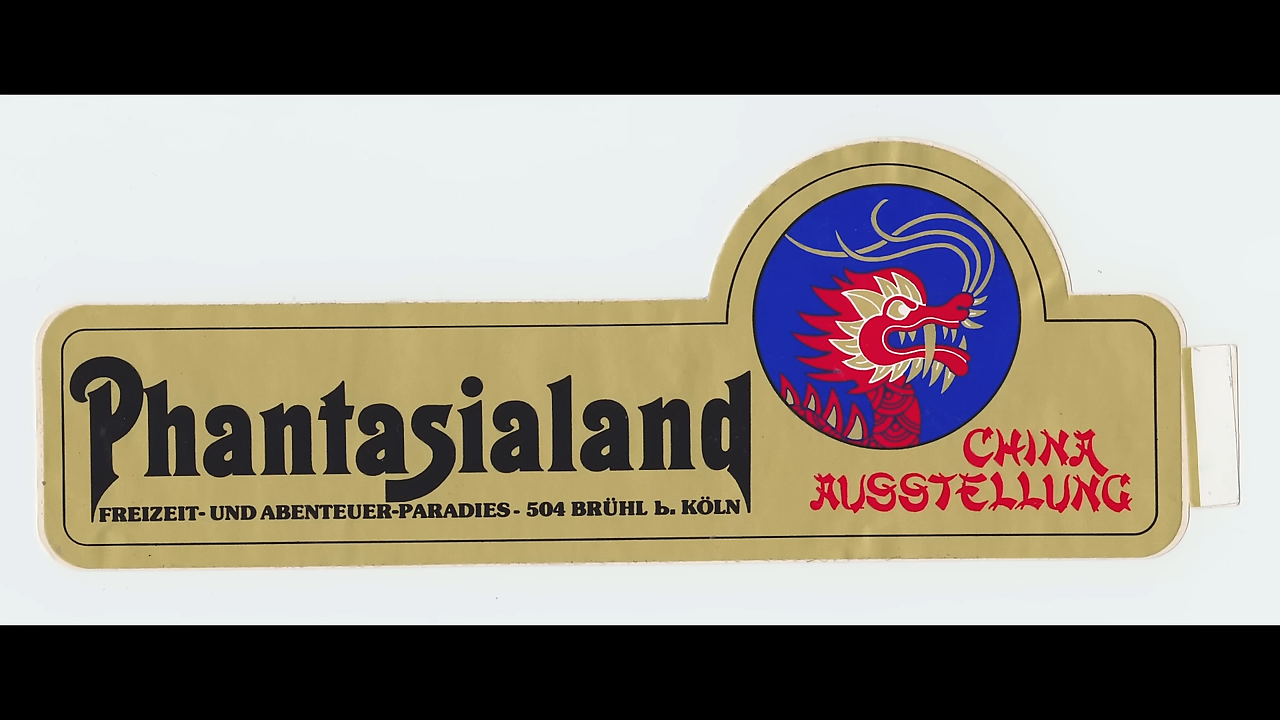 Phantasialand
FREIZEIT- UND ABENTEUER-PARADIES - 504 BRÜHL b. KÖLN
CHINA
AUSSTELLUNG